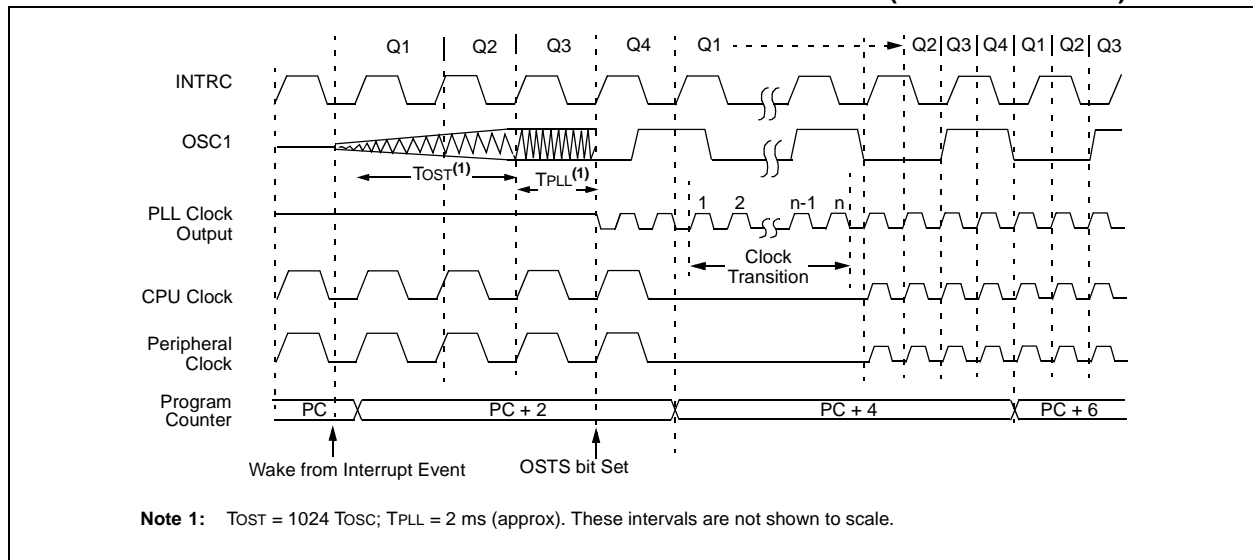 Q1 Q2 Q3 Q4 Q1 Q2 Q3 Q4 Q1 Q2 Q3
INTRC
OSC1
TOST(1)
TPLL(1)
PLL Clock
Output
1 2 n-1 n
Clock
Transition
CPU Clock
Peripheral
Clock
Program
Counter
PC PC + 2 PC + 4 PC + 6
Wake from Interrupt Event
OSTS bit Set
Note 1: TOST = 1024 TOSC; TPLL = 2 ms (approx). These intervals are not shown to scale.